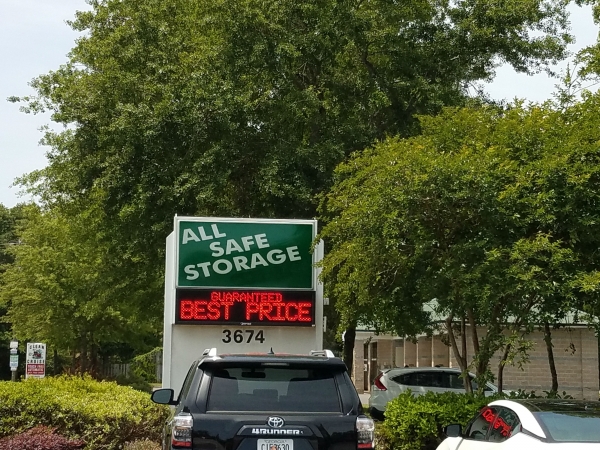 ALL
SAFE
STORAGE
GUARANTEED
BEST PRICE
3674
4RUNNER